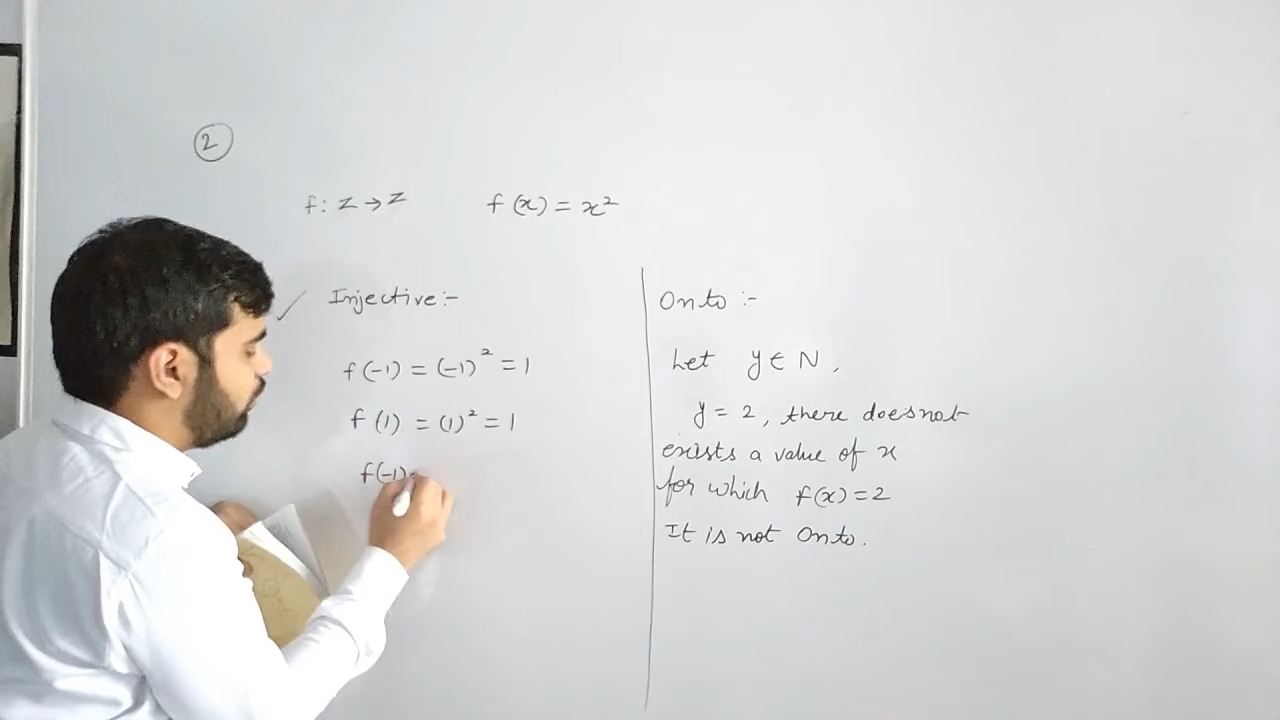 2
f: Z → Z f(x) = x²
✓ Injective :-
f(-1) = (-1)² = 1
f(1) = (1)² = 1
f(-1)=
Onto :-
Let y ∈ N ,
y = 2, there doesnot
exists a value of x
for which f(x) = 2
It is not Onto.